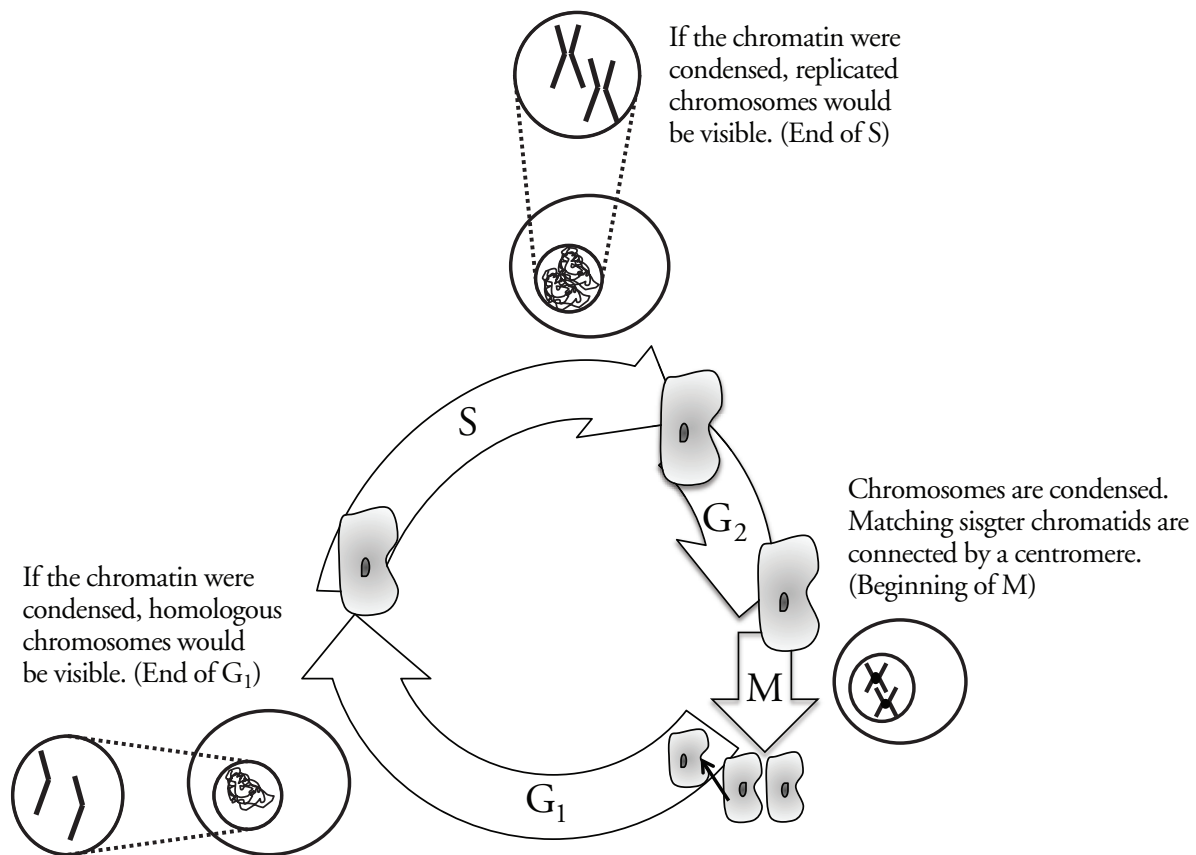 If the chromatin were
condensed, replicated
chromosomes would
be visible. (End of S)
S
G₂
Chromosomes are condensed.
Matching sisgter chromatids are
connected by a centromere.
(Beginning of M)
If the chromatin were
condensed, homologous
chromosomes would
be visible. (End of G₁)
M
G₁